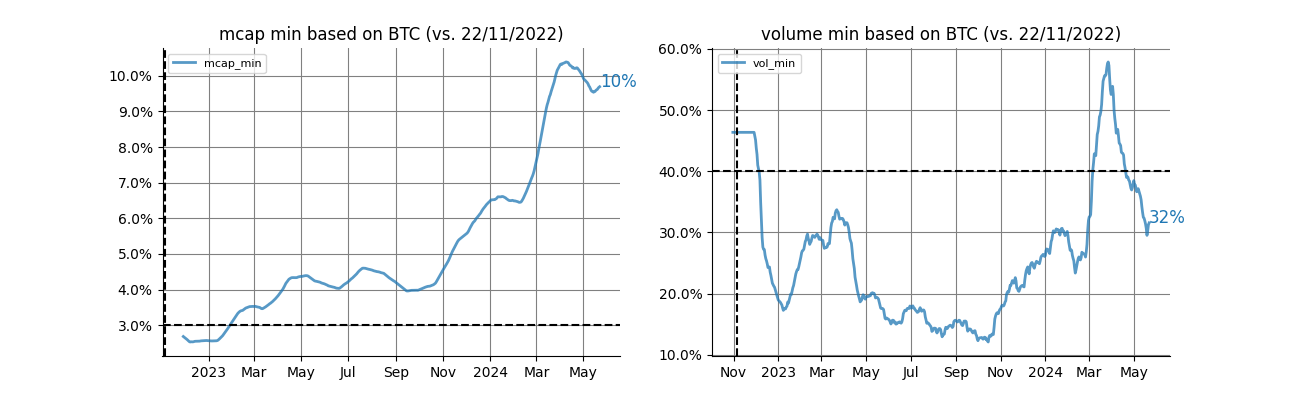 mcap min based on BTC (vs. 22/11/2022)
mcap_min
10.0%
9.0%
8.0%
7.0%
6.0%
5.0%
4.0%
3.0%
10%
2023 Mar May Jul Sep Nov 2024 Mar May
volume min based on BTC (vs. 22/11/2022)
vol_min
60.0%
50.0%
40.0%
30.0%
20.0%
10.0%
32%
Nov 2023 Mar May Jul Sep Nov 2024 Mar May